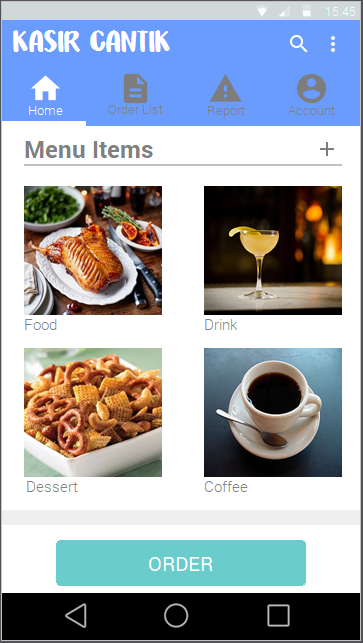 15:45
KASIR CANTIK
Home Order List Report Account
Menu Items
Food Drink
Dessert Coffee
ORDER